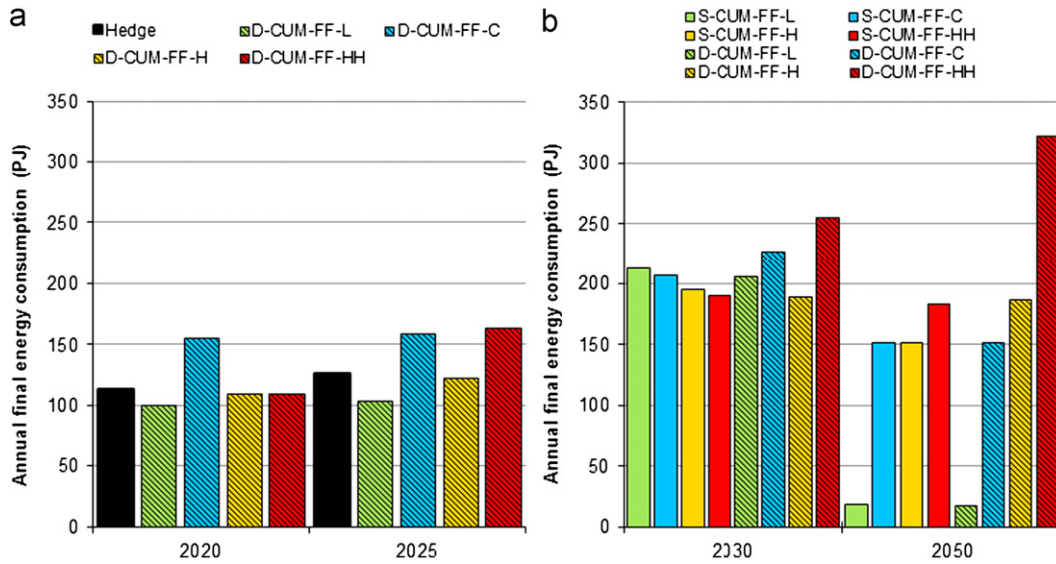 a
Hedge D-CUM-FF-L D-CUM-FF-C
D-CUM-FF-H D-CUM-FF-HH
Annual final energy consumption (PJ)
350
300
250
200
150
100
50
0
2020 2025
b
S-CUM-FF-L S-CUM-FF-C
S-CUM-FF-H S-CUM-FF-HH
D-CUM-FF-L D-CUM-FF-C
D-CUM-FF-H D-CUM-FF-HH
Annual final energy consumption (PJ)
350
300
250
200
150
100
50
0
2030 2050